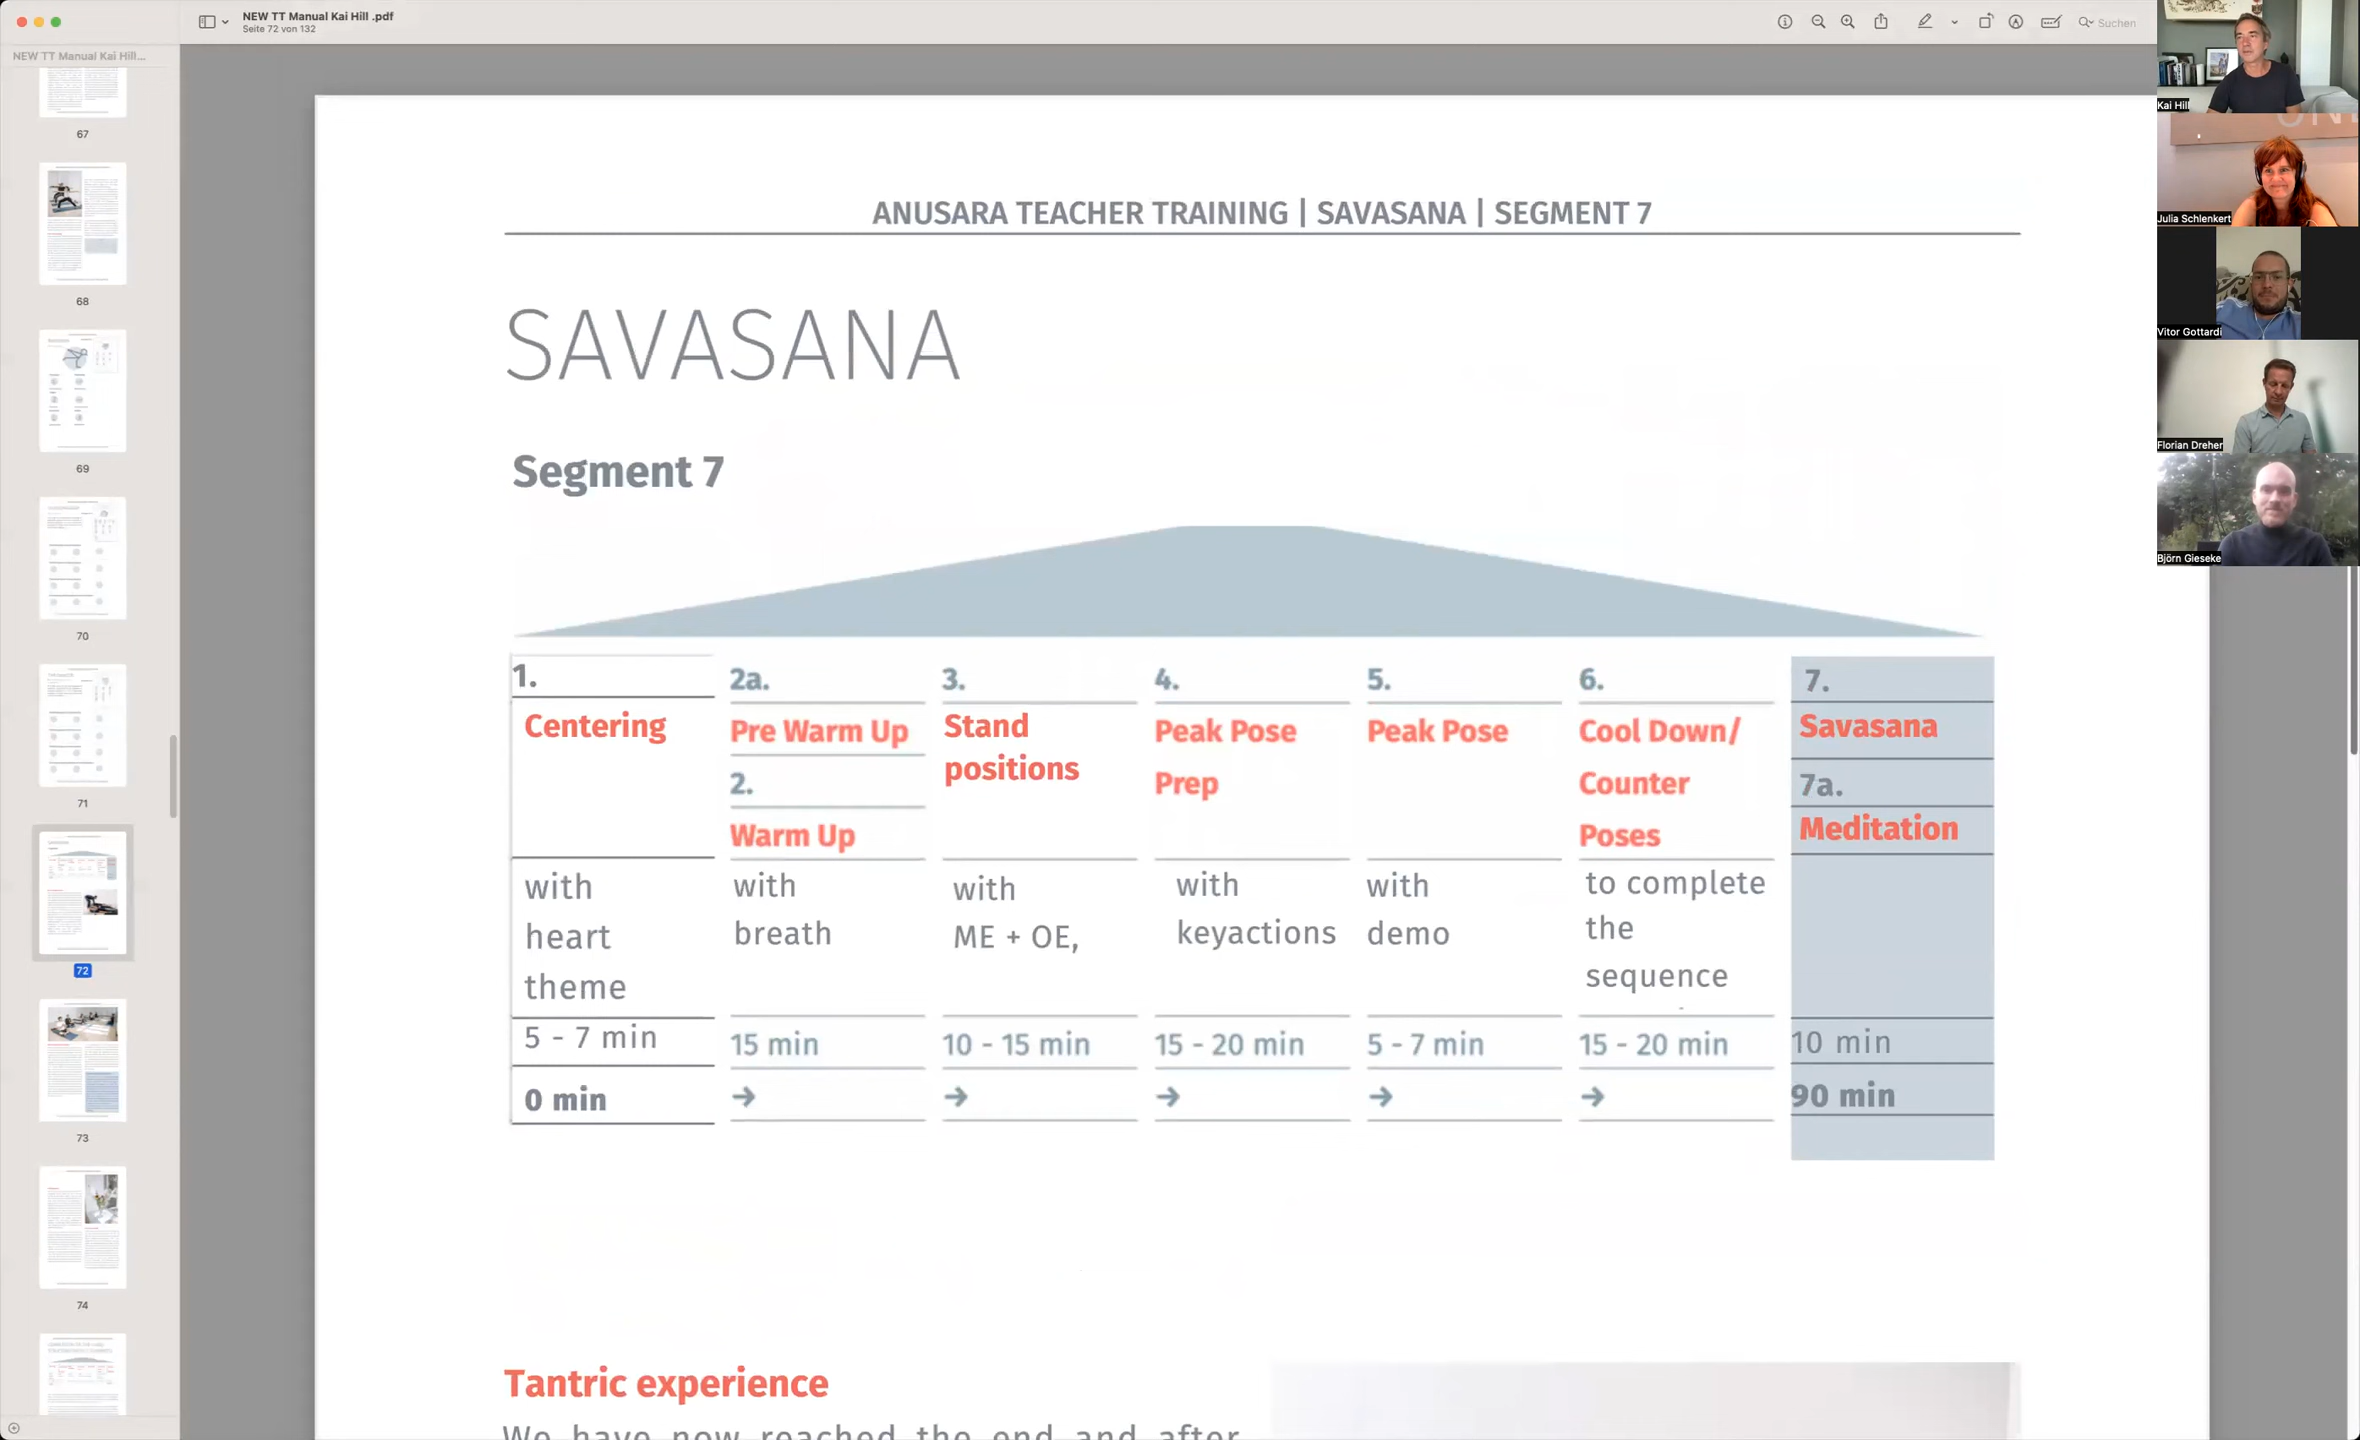 NEW TT Manual Kai Hill .pdf
Seite 72 von 132
Suchen
NEW TT Manual Kai Hill...
67
68
69
70
71
72
73
74
ANUSARA TEACHER TRAINING | SAVASANA | SEGMENT 7
SAVASANA
Segment 7
1.
Centering
with
heart
theme
5 - 7 min
0 min
2a.
Pre Warm Up
2.
Warm Up
with
breath
15 min
→
3.
Stand
positions
with
ME + OE,
10 - 15 min
→
4.
Peak Pose
Prep
with
keyactions
15 - 20 min
→
5.
Peak Pose
with
demo
5 - 7 min
→
6.
Cool Down/
Counter
Poses
to complete
the
sequence
15 - 20 min
→
7.
Savasana
7a.
Meditation
10 min
90 min
Tantric experience
We have now reached the end and after
Kai Hill
Julia Schlenkert
Vitor Gottardi
Florian Dreher
Björn Gieseke